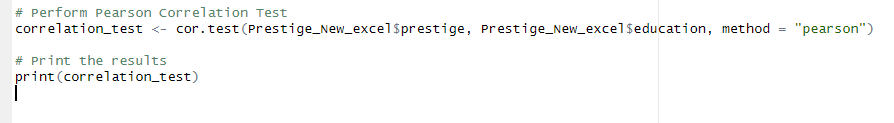 # Perform Pearson Correlation Test
correlation_test <- cor.test(Prestige_New_excel$prestige, Prestige_New_excel$education, method = "pearson")
# Print the results
print(correlation_test)